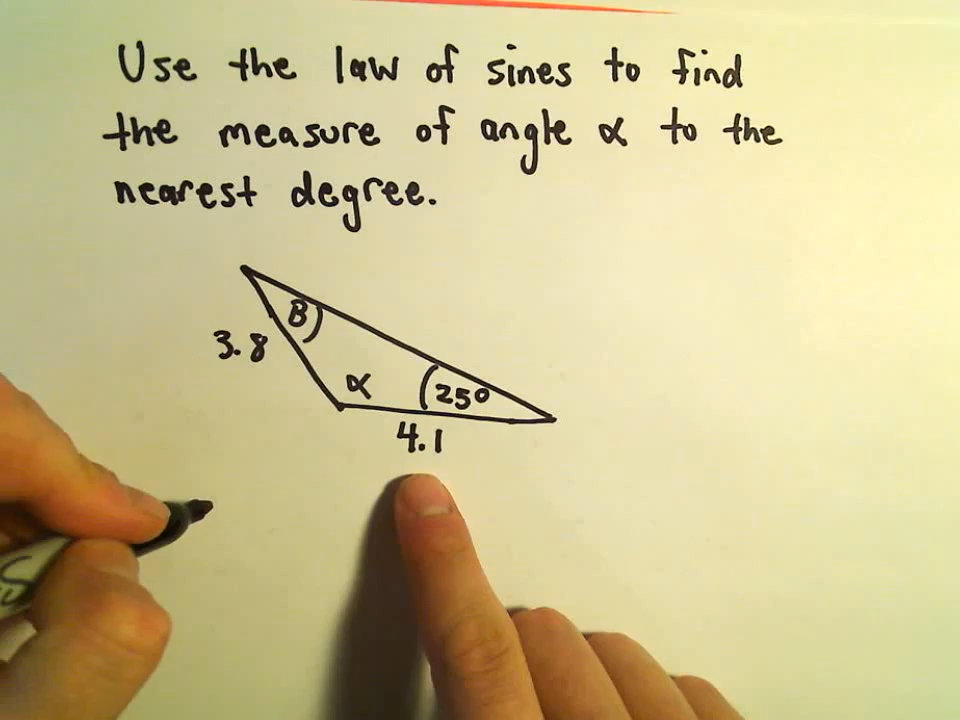 Use the law of sines to find
the measure of angle α to the
nearest degree.
B
3.8
α
25°
4.1